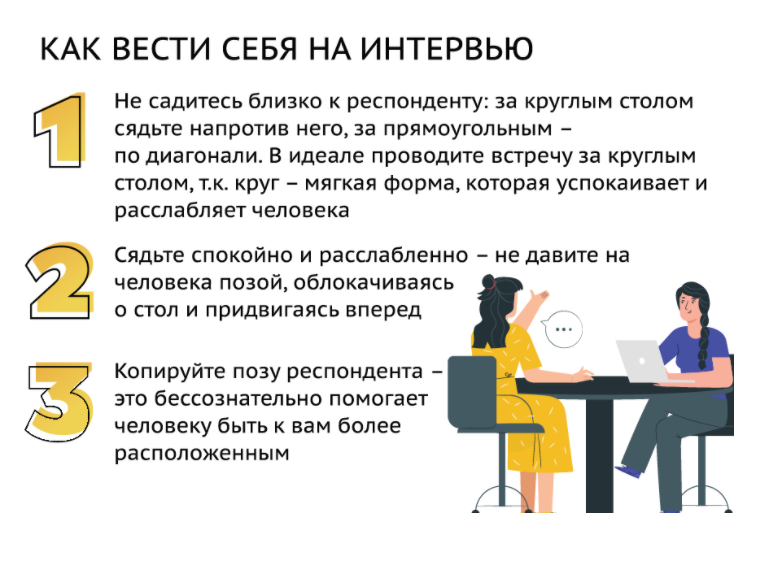 КАК ВЕСТИ СЕБЯ НА ИНТЕРВЬЮ
1
Не садитесь близко к респонденту: за круглым столом
сядьте напротив него, за прямоугольным –
по диагонали. В идеале проводите встречу за круглым
столом, т.к. круг – мягкая форма, которая успокаивает и
расслабляет человека
2
Сядьте спокойно и расслабленно – не давите на
человека позой, облокачиваясь
о стол и придвигаясь вперед
3
Копируйте позу респондента –
это бессознательно помогает
человеку быть к вам более
расположенным